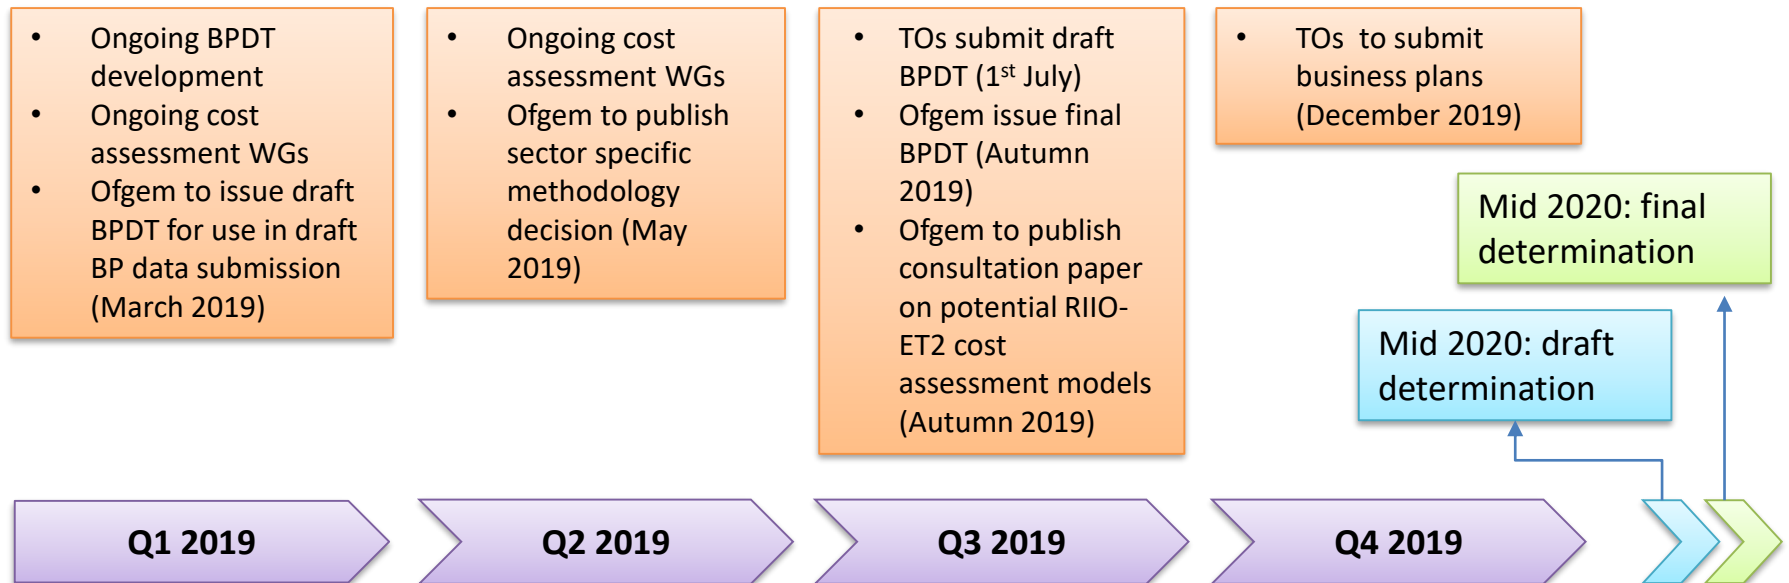 • Ongoing BPDT
development
• Ongoing cost
assessment WGs
• Ofgem to issue draft
BPDT for use in draft
BP data submission
(March 2019)
• Ongoing cost
assessment WGs
• Ofgem to publish
sector specific
methodology
decision (May
2019)
• TOs submit draft
BPDT (1st July)
• Ofgem issue final
BPDT (Autumn
2019)
• Ofgem to publish
consultation paper
on potential RIIO-
ET2 cost
assessment models
(Autumn 2019)
• TOs to submit
business plans
(December 2019)
Mid 2020: final
determination
Mid 2020: draft
determination
Q1 2019
Q2 2019
Q3 2019
Q4 2019